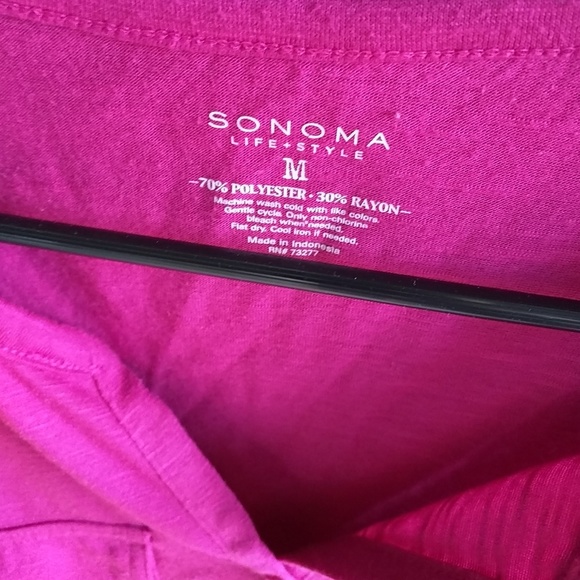 SONOMA
LIFE+STYLE
M
—70% POLYESTER • 30% RAYON—
Machine wash cold with like colors.
Gentle cycle. Only non-chlorine
bleach when needed.
Flat dry. Cool iron if needed.
Made in Indonesia
RN# 73277